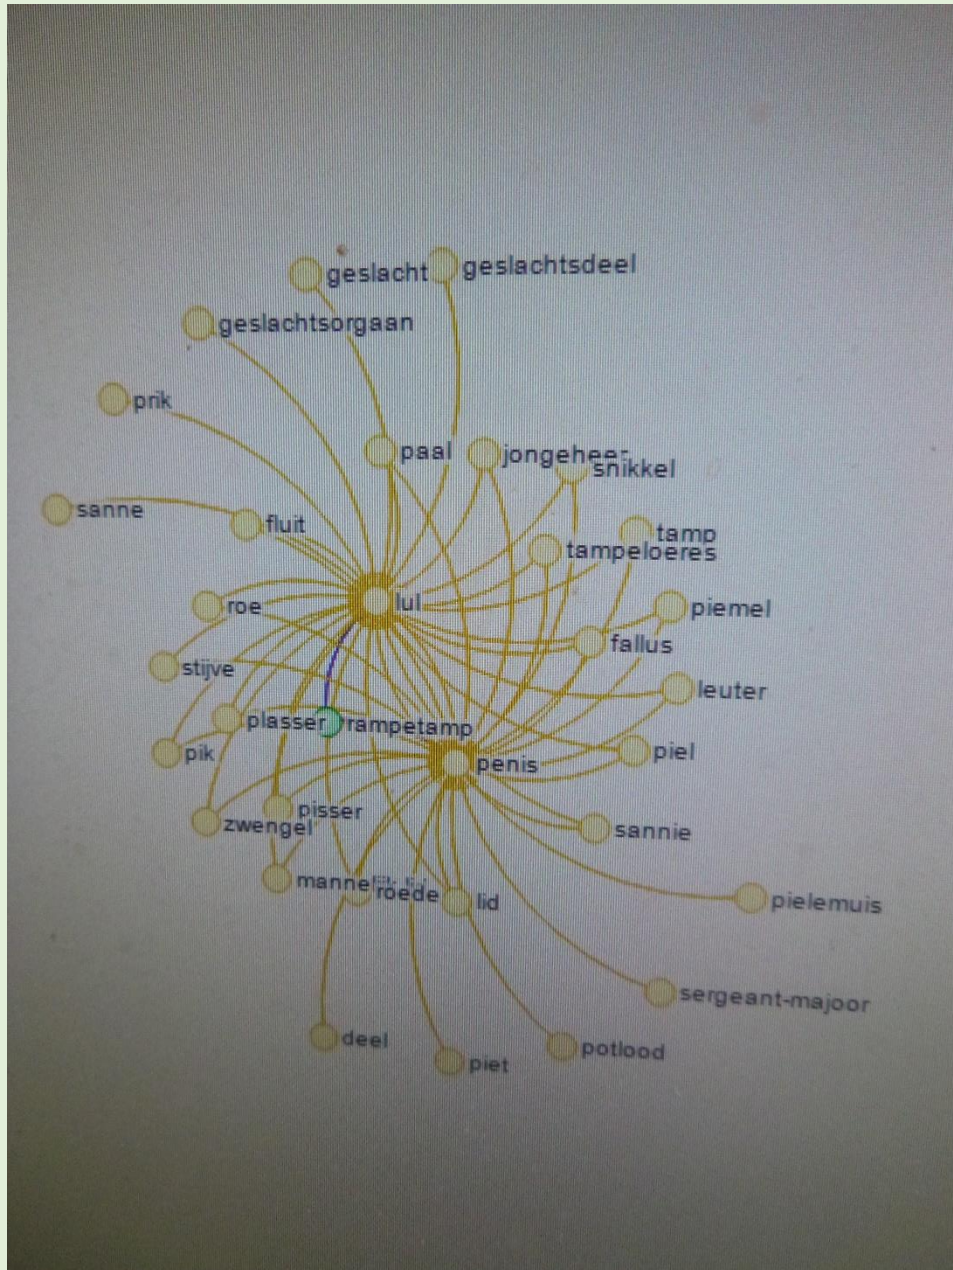 geslacht
geslachtsdeel
geslachtsorgaan
prik
paal
jongeheer
snikkel
sanne
fluit
tamp
tampeloeres
lul
roe
piemel
fallus
stijve
leuter
plasser
rampetamp
pik
penis
piel
pisser
zwengel
sannie
roede
lid
pielemuis
sergeant-majoor
deel
piet
potlood